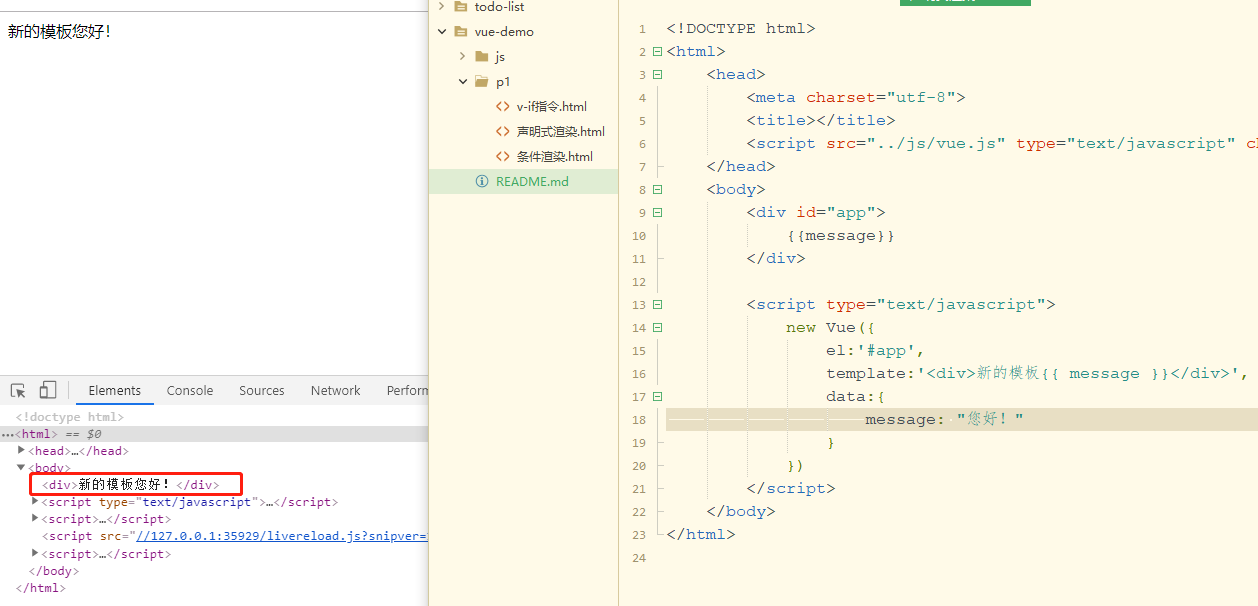 新的模板您好！
Elements Console Sources Network Perform
<!doctype html>
…<html> == $0
<head>…</head>
<body>
<div>新的模板您好！</div>
<script type="text/javascript">…</script>
<script>…</script>
<script src="//127.0.0.1:35929/livereload.js?snipver=
<script>…</script>
</body>
</html>
todo-list
vue-demo
js
p1
v-if指令.html
声明式渲染.html
条件渲染.html
README.md
1 <!DOCTYPE html>
2 <html>
3 <head>
4 <meta charset="utf-8">
5 <title></title>
6 <script src="../js/vue.js" type="text/javascript" c
7 </head>
8 <body>
9 <div id="app">
10 {{message}}
11 </div>
12
13 <script type="text/javascript">
14 new Vue({
15 el:'#app',
16 template:'<div>新的模板{{ message }}</div>',
17 data:{
18 message: "您好！"
19 }
20 })
21 </script>
22 </body>
23 </html>
24